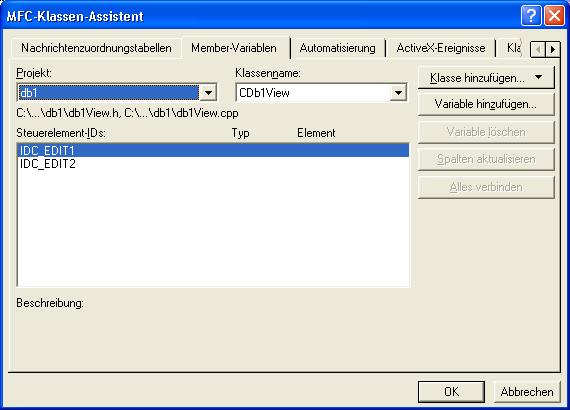 MFC-Klassen-Assistent
Nachrichtenzuordnungstabellen Member-Variablen Automatisierung ActiveX-Ereignisse Kla
Projekt: Klassenname:
db1 CDb1View
Klasse hinzufügen...
C:\...\db1\db1View.h, C:\...\db1\db1View.cpp
Variable hinzufügen...
Steuerelement-IDs: Typ Element
Variable löschen
IDC_EDIT1
IDC_EDIT2
Spalten aktualisieren
Alles verbinden
Beschreibung:
OK Abbrechen